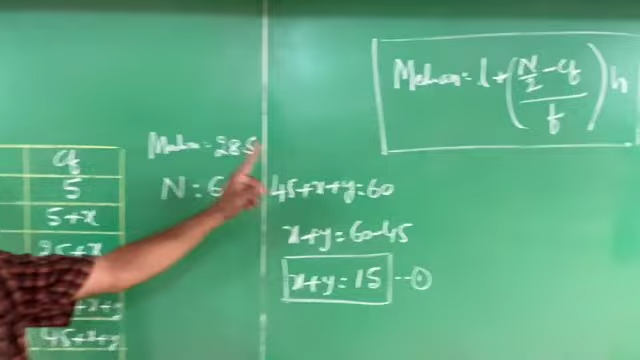 Median = l + (N/2 - cf / f) h
Median = 28.5
cf
5
5+x
25+x
+x+y
45+x+y
N = 6
45+x+y=60
x+y = 60-45
x+y = 15 --①